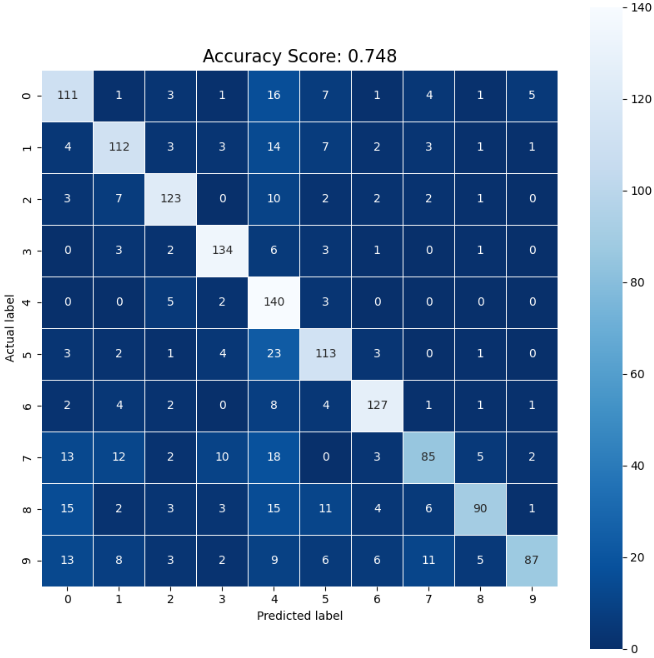 Accuracy Score: 0.748
0 111 1 3 1 16 7 1 4 1 5
1 4 112 3 3 14 7 2 3 1 1
2 3 7 123 0 10 2 2 2 1 0
3 0 3 2 134 6 3 1 0 1 0
4 0 0 5 2 140 3 0 0 0 0
5 3 2 1 4 23 113 3 0 1 0
6 2 4 2 0 8 4 127 1 1 1
7 13 12 2 10 18 0 3 85 5 2
8 15 2 3 3 15 11 4 6 90 1
9 13 8 3 2 9 6 6 11 5 87
0 1 2 3 4 5 6 7 8 9
Actual label
Predicted label
140
120
100
80
60
40
20
0